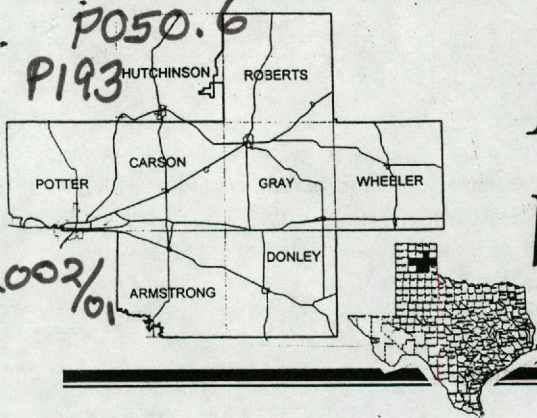 P050.6
P193
HUTCHINSON ROBERTS
CARSON
POTTER GRAY WHEELER
DONLEY
.002/01
ARMSTRONG